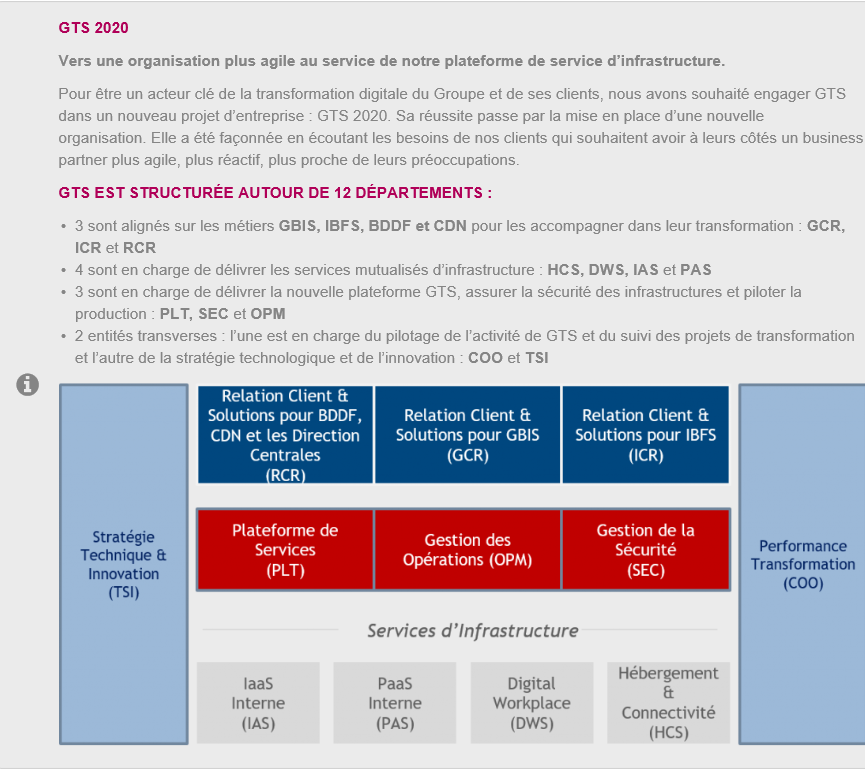 GTS 2020
Vers une organisation plus agile au service de notre plateforme de service d’infrastructure.
Pour être un acteur clé de la transformation digitale du Groupe et de ses clients, nous avons souhaité engager GTS
dans un nouveau projet d’entreprise : GTS 2020. Sa réussite passe par la mise en place d’une nouvelle
organisation. Elle a été façonnée en écoutant les besoins de nos clients qui souhaitent avoir à leurs côtés un business
partner plus agile, plus réactif, plus proche de leurs préoccupations.
GTS EST STRUCTURÉE AUTOUR DE 12 DÉPARTEMENTS :
• 3 sont alignés sur les métiers GBIS, IBFS, BDDF et CDN pour les accompagner dans leur transformation : GCR,
ICR et RCR
• 4 sont en charge de délivrer les services mutualisés d’infrastructure : HCS, DWS, IAS et PAS
• 3 sont en charge de délivrer la nouvelle plateforme GTS, assurer la sécurité des infrastructures et piloter la
production : PLT, SEC et OPM
• 2 entités transverses : l’une est en charge du pilotage de l’activité de GTS et du suivi des projets de transformation
et l’autre de la stratégie technologique et de l’innovation : COO et TSI
Stratégie
Technique &
Innovation
(TSI)
Relation Client &
Solutions pour BDDF,
CDN et les Direction
Centrales
(RCR)
Relation Client &
Solutions pour GBIS
(GCR)
Relation Client &
Solutions pour IBFS
(ICR)
Plateforme de
Services
(PLT)
Gestion des
Opérations (OPM)
Gestion de la
Sécurité
(SEC)
Performance
Transformation
(COO)
Services d’Infrastructure
IaaS
Interne
(IAS)
PaaS
Interne
(PAS)
Digital
Workplace
(DWS)
Hébergement
&
Connectivité
(HCS)